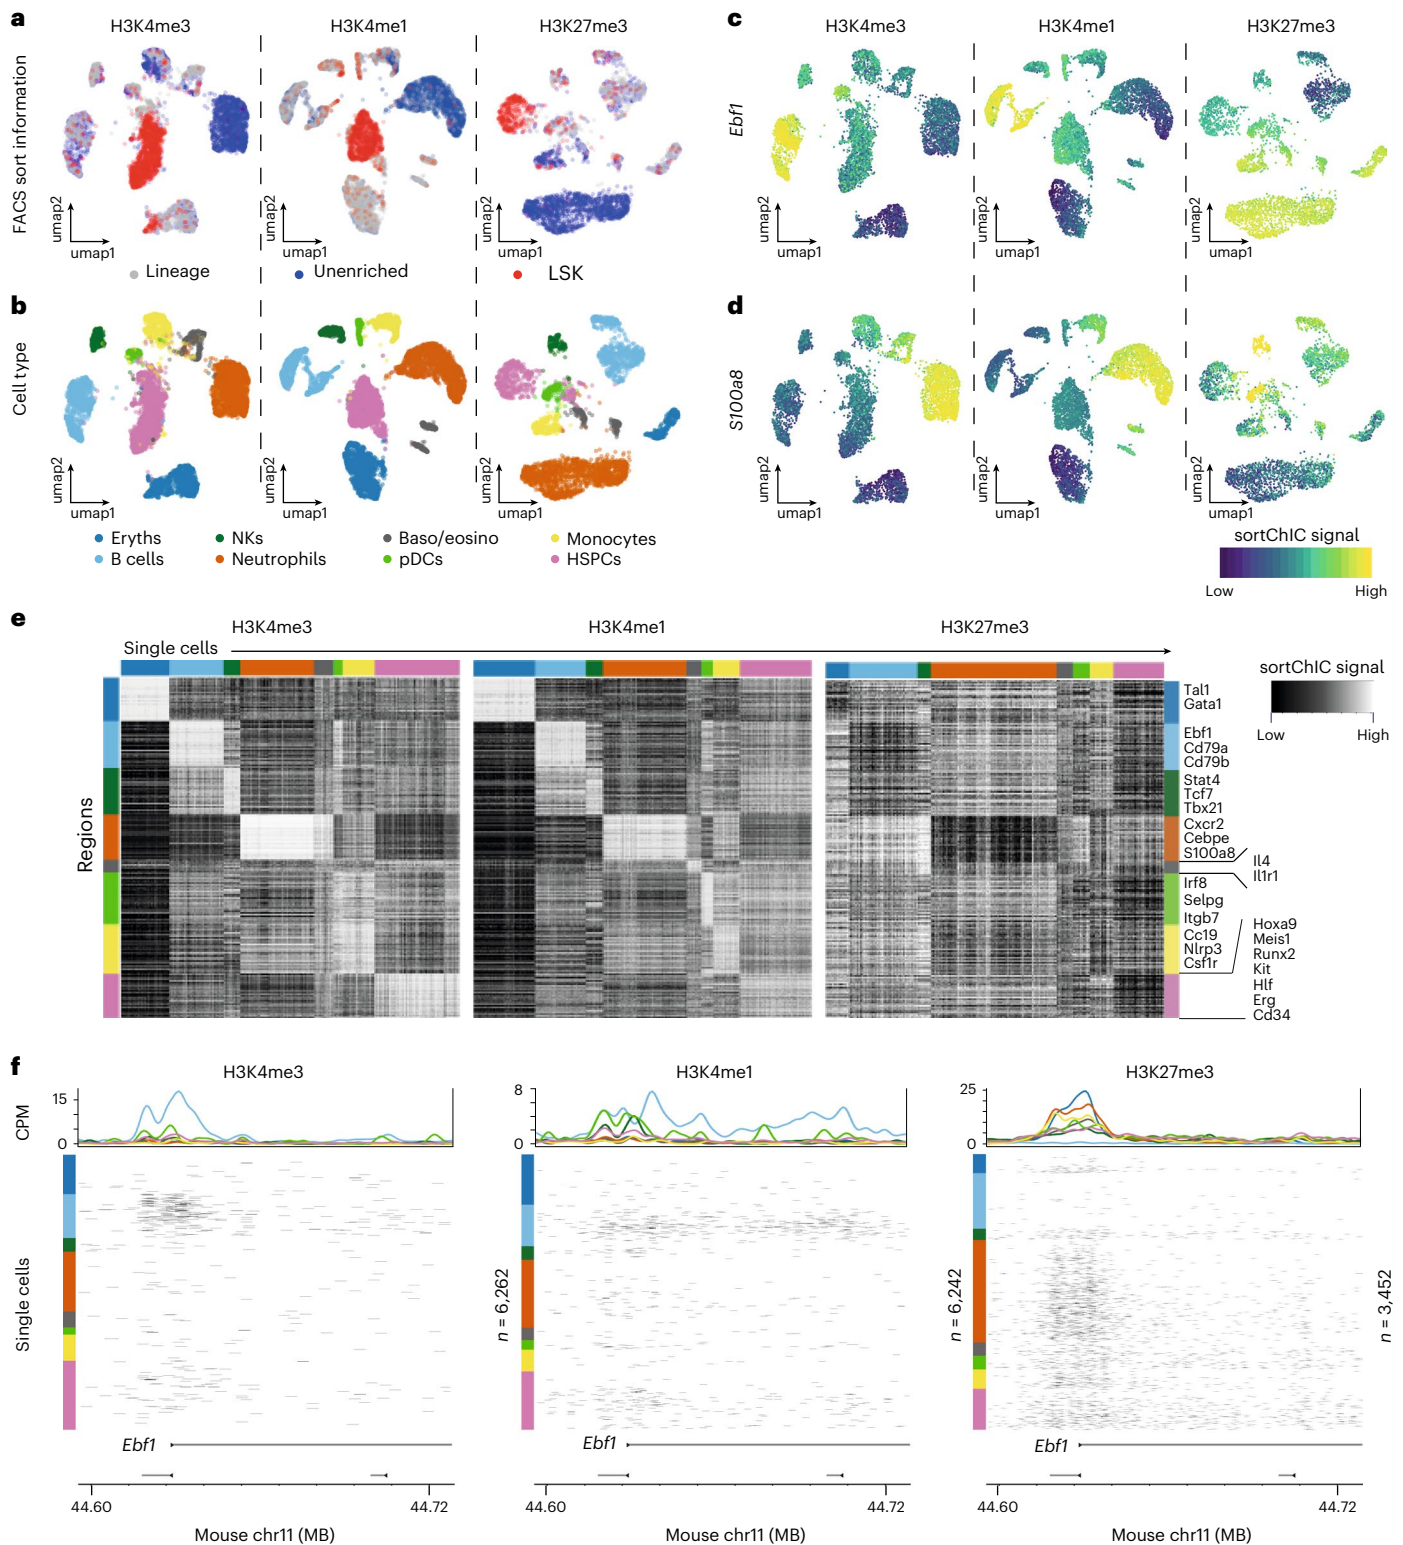 a
H3K4me3
H3K4me1
H3K27me3
FACS sort information
umap2
umap1
umap2
umap1
umap2
umap1
Lineage
Unenriched
LSK
b
Cell type
umap2
umap1
umap2
umap1
umap2
umap1
Eryths
NKs
Baso/eosino
Monocytes
B cells
Neutrophils
pDCs
HSPCs
c
H3K4me3
H3K4me1
H3K27me3
Ebf1
umap2
umap1
umap2
umap1
umap2
umap1
d
S100a8
umap2
umap1
umap2
umap1
umap2
umap1
sortChIC signal
Low
High
e
H3K4me3
H3K4me1
H3K27me3
Single cells
Regions
Tal1
Gata1
Ebf1
Cd79a
Cd79b
Stat4
Tcf7
Tbx21
Cxcr2
Cebpe
S100a8
Il4
Il1r1
Irf8
Selpg
Itgb7
Cc19
Nlrp3
Csf1r
Hoxa9
Meis1
Runx2
Kit
Hlf
Erg
Cd34
sortChIC signal
Low
High
f
H3K4me3
H3K4me1
H3K27me3
CPM
15
0
8
0
25
0
Single cells
n = 6,262
n = 6,242
n = 3,452
Ebf1
Ebf1
Ebf1
44.60
44.72
44.60
44.72
44.60
44.72
Mouse chr11 (MB)
Mouse chr11 (MB)
Mouse chr11 (MB)